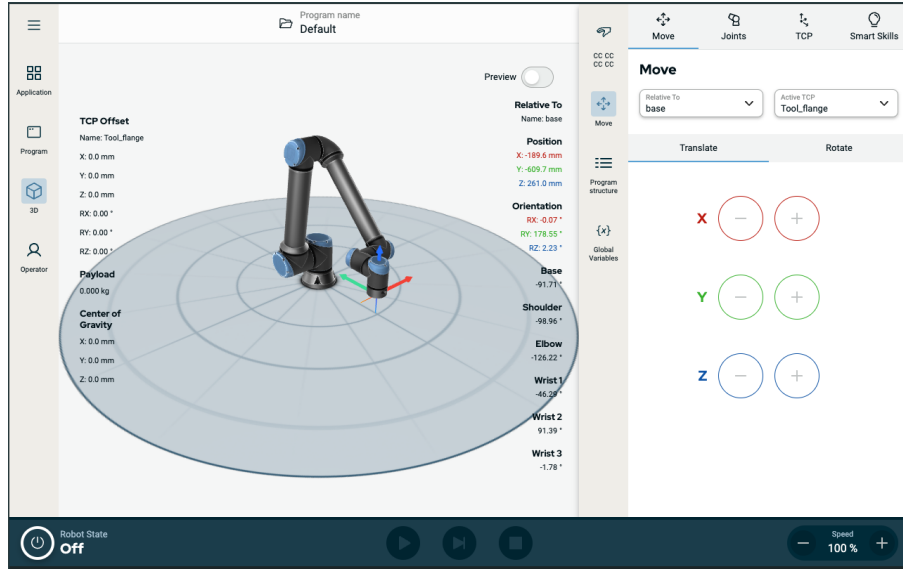 Program name
Default
Application
Program
3D
Operator
Preview
TCP Offset
Name: Tool_flange
X: 0.0 mm
Y: 0.0 mm
Z: 0.0 mm
RX: 0.00 °
RY: 0.00 °
RZ: 0.00 °
Payload
0.000 kg
Center of
Gravity
X: 0.0 mm
Y: 0.0 mm
Z: 0.0 mm
Relative To
Name: base
Position
X: -189.6 mm
Y: -609.7 mm
Z: 261.0 mm
Orientation
RX: -0.07 °
RY: 178.55 °
RZ: 2.23 °
Base
-91.71 °
Shoulder
-98.96 °
Elbow
-126.22 °
Wrist 1
-46.29 °
Wrist 2
91.39 °
Wrist 3
-1.78 °
CC CC
CC CC
Move
Program
structure
{x}
Global
Variables
Move
Joints
TCP
Smart Skills
Move
Relative To
base
Active TCP
Tool_flange
Translate
Rotate
X − +
Y − +
Z − +
Robot State
Off
Speed
− 100 % +